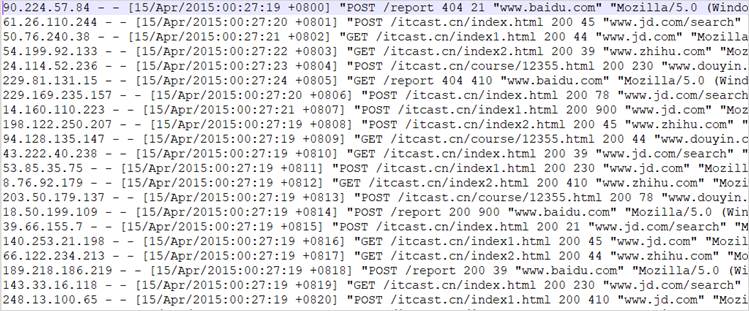 90.224.57.84 - - [15/Apr/2015:00:27:19 +0800] "POST /report 404 21 "www.baidu.com" "Mozilla/5.0 (Windo
61.26.110.244 - - [15/Apr/2015:00:27:20 +0801] "POST /itcast.cn/index.html 200 45 "www.jd.com/search"
50.76.240.38 - - [15/Apr/2015:00:27:21 +0802] "GET /itcast.cn/index1.html 200 44 "www.jd.com" "Mozilla
54.199.92.133 - - [15/Apr/2015:00:27:22 +0803] "GET /itcast.cn/index2.html 200 39 "www.zhihu.com" "Moz
24.114.52.236 - - [15/Apr/2015:00:27:23 +0804] "POST /itcast.cn/course/12355.html 200 230 "www.douyin.
229.81.131.15 - - [15/Apr/2015:00:27:24 +0805] "GET /report 404 410 "www.baidu.com" "Mozilla/5.0 (Wind
229.169.235.157 - - [15/Apr/2015:00:27:20 +0806] "POST /itcast.cn/index.html 200 78 "www.jd.com/search
14.160.110.223 - - [15/Apr/2015:00:27:21 +0807] "POST /itcast.cn/index1.html 200 900 "www.jd.com" "Moz
198.122.250.207 - - [15/Apr/2015:00:27:19 +0808] "POST /itcast.cn/index2.html 200 45 "www.zhihu.com" "
94.128.135.147 - - [15/Apr/2015:00:27:19 +0809] "GET /itcast.cn/course/12355.html 200 44 "www.douyin.c
43.222.40.238 - - [15/Apr/2015:00:27:19 +0810] "GET /itcast.cn/index.html 200 39 "www.jd.com/search" "
53.85.35.75 - - [15/Apr/2015:00:27:19 +0811] "POST /itcast.cn/index1.html 200 230 "www.jd.com" "Mozill
8.76.92.179 - - [15/Apr/2015:00:27:19 +0812] "GET /itcast.cn/index2.html 200 410 "www.zhihu.com" "Mozi
203.50.179.137 - - [15/Apr/2015:00:27:19 +0813] "POST /itcast.cn/course/12355.html 200 78 "www.douyin.
18.50.199.109 - - [15/Apr/2015:00:27:19 +0814] "POST /report 200 900 "www.baidu.com" "Mozilla/5.0 (Win
39.66.155.7 - - [15/Apr/2015:00:27:19 +0815] "POST /itcast.cn/index.html 200 21 "www.jd.com/search" "M
140.253.21.198 - - [15/Apr/2015:00:27:19 +0816] "GET /itcast.cn/index1.html 200 45 "www.jd.com" "Mozil
66.122.234.213 - - [15/Apr/2015:00:27:19 +0817] "GET /itcast.cn/index2.html 200 44 "www.zhihu.com" "Mo
189.218.186.219 - - [15/Apr/2015:00:27:19 +0818] "POST /report 200 39 "www.baidu.com" "Mozilla/5.0 (Wi
143.33.16.118 - - [15/Apr/2015:00:27:19 +0819] "GET /itcast.cn/index.html 200 230 "www.jd.com/search"
248.13.100.65 - - [15/Apr/2015:00:27:19 +0820] "POST /itcast.cn/index1.html 200 410 "www.jd.com" "Mozi